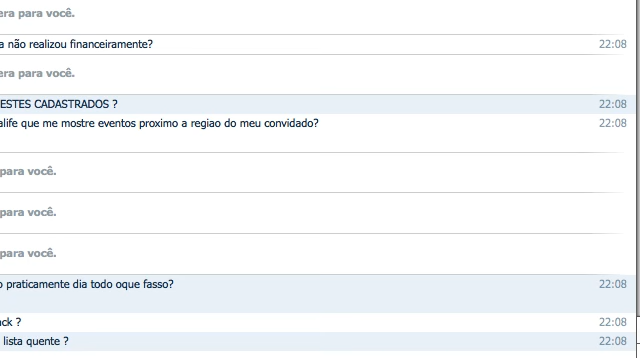 era para você.
a não realizou financeiramente? 22:08
era para você.
ESTES CADASTRADOS ? 22:08
alife que me mostre eventos proximo a regiao do meu convidado? 22:08
para você.
para você.
para você.
o praticamente dia todo oque fasso? 22:08
ack ? 22:08
lista quente ? 22:08